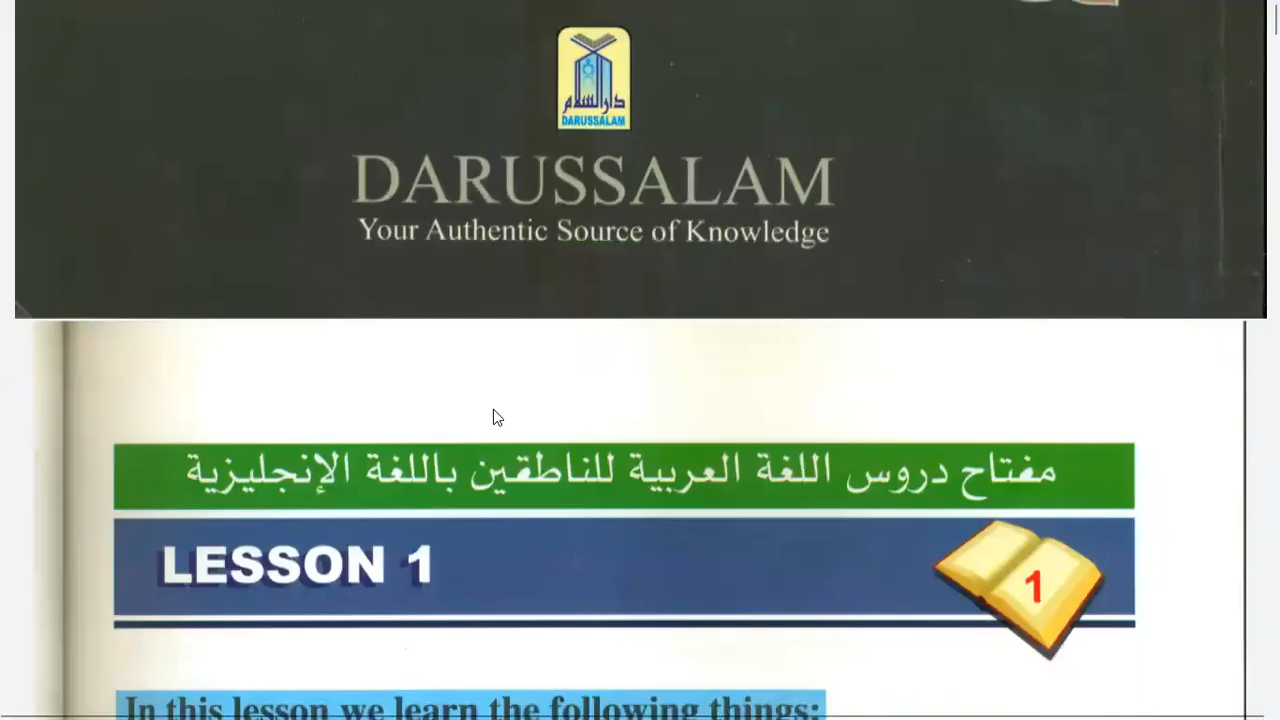 دار السلام
DARUSSALAM
DARUSSALAM
Your Authentic Source of Knowledge
مفتاح دروس اللغة العربية للناطقين باللغة الإنجليزية
LESSON 1
1
In this lesson we learn the following things: